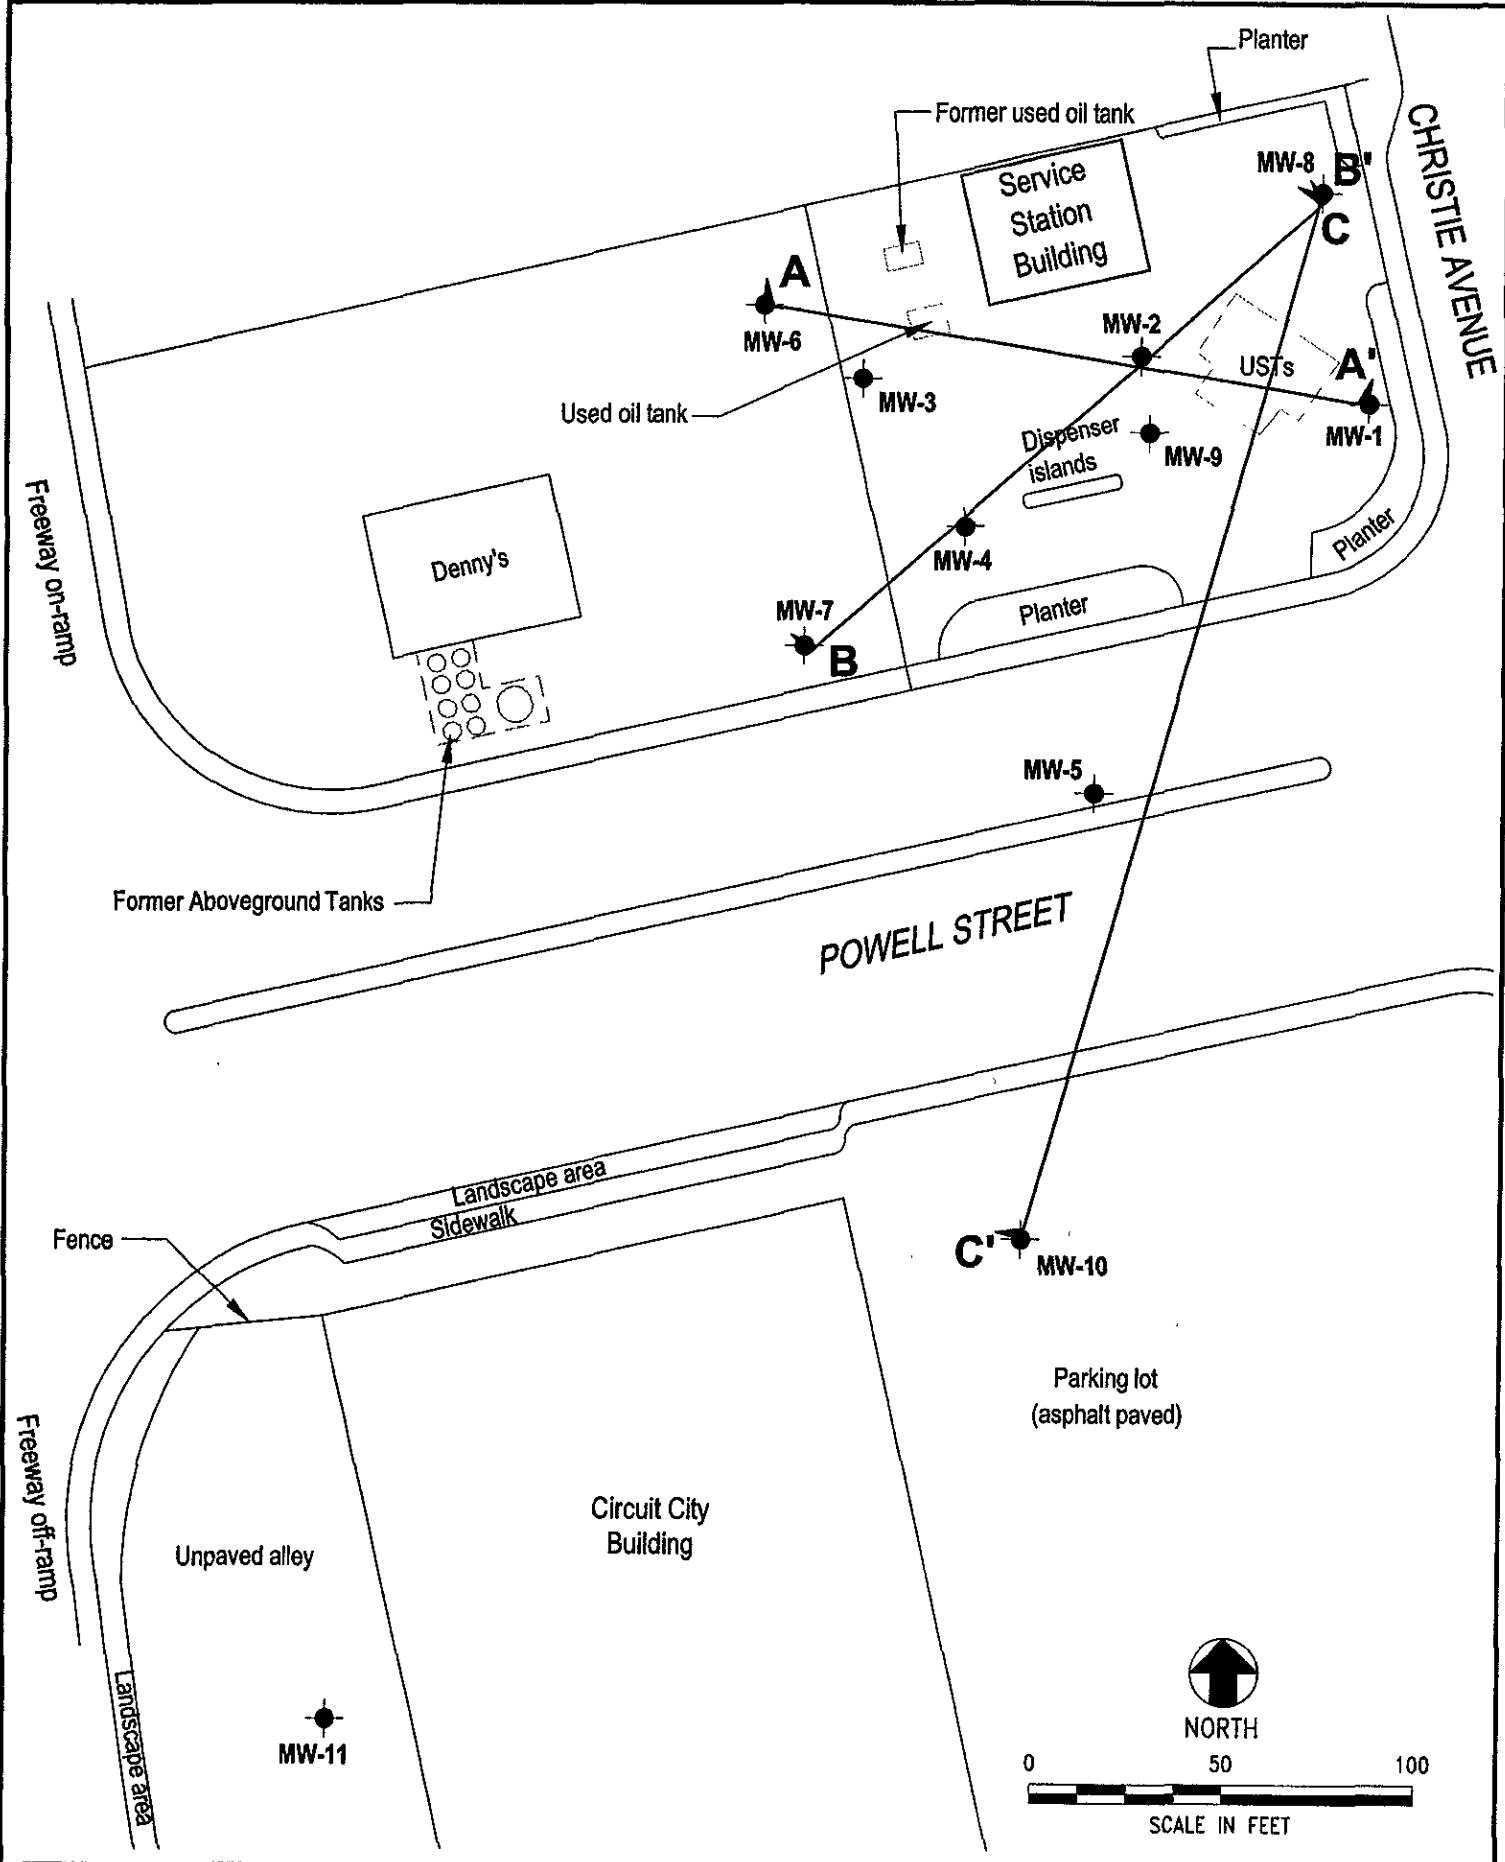 Planter
Former used oil tank
CHRISTIE AVENUE
Service
Station
Building
MW-8
B'
C
A
MW-6
MW-2
USTs
A'
MW-3
Used oil tank
MW-1
Dispenser
islands
MW-9
Freeway on-ramp
Denny's
MW-4
Planter
Planter
MW-7
B
MW-5
Former Aboveground Tanks
POWELL STREET
Landscape area
Sidewalk
Fence
C'
MW-10
Parking lot
(asphalt paved)
Freeway off-ramp
Circuit City
Building
Unpaved alley
Landscape area
MW-11
NORTH
0 50 100
SCALE IN FEET